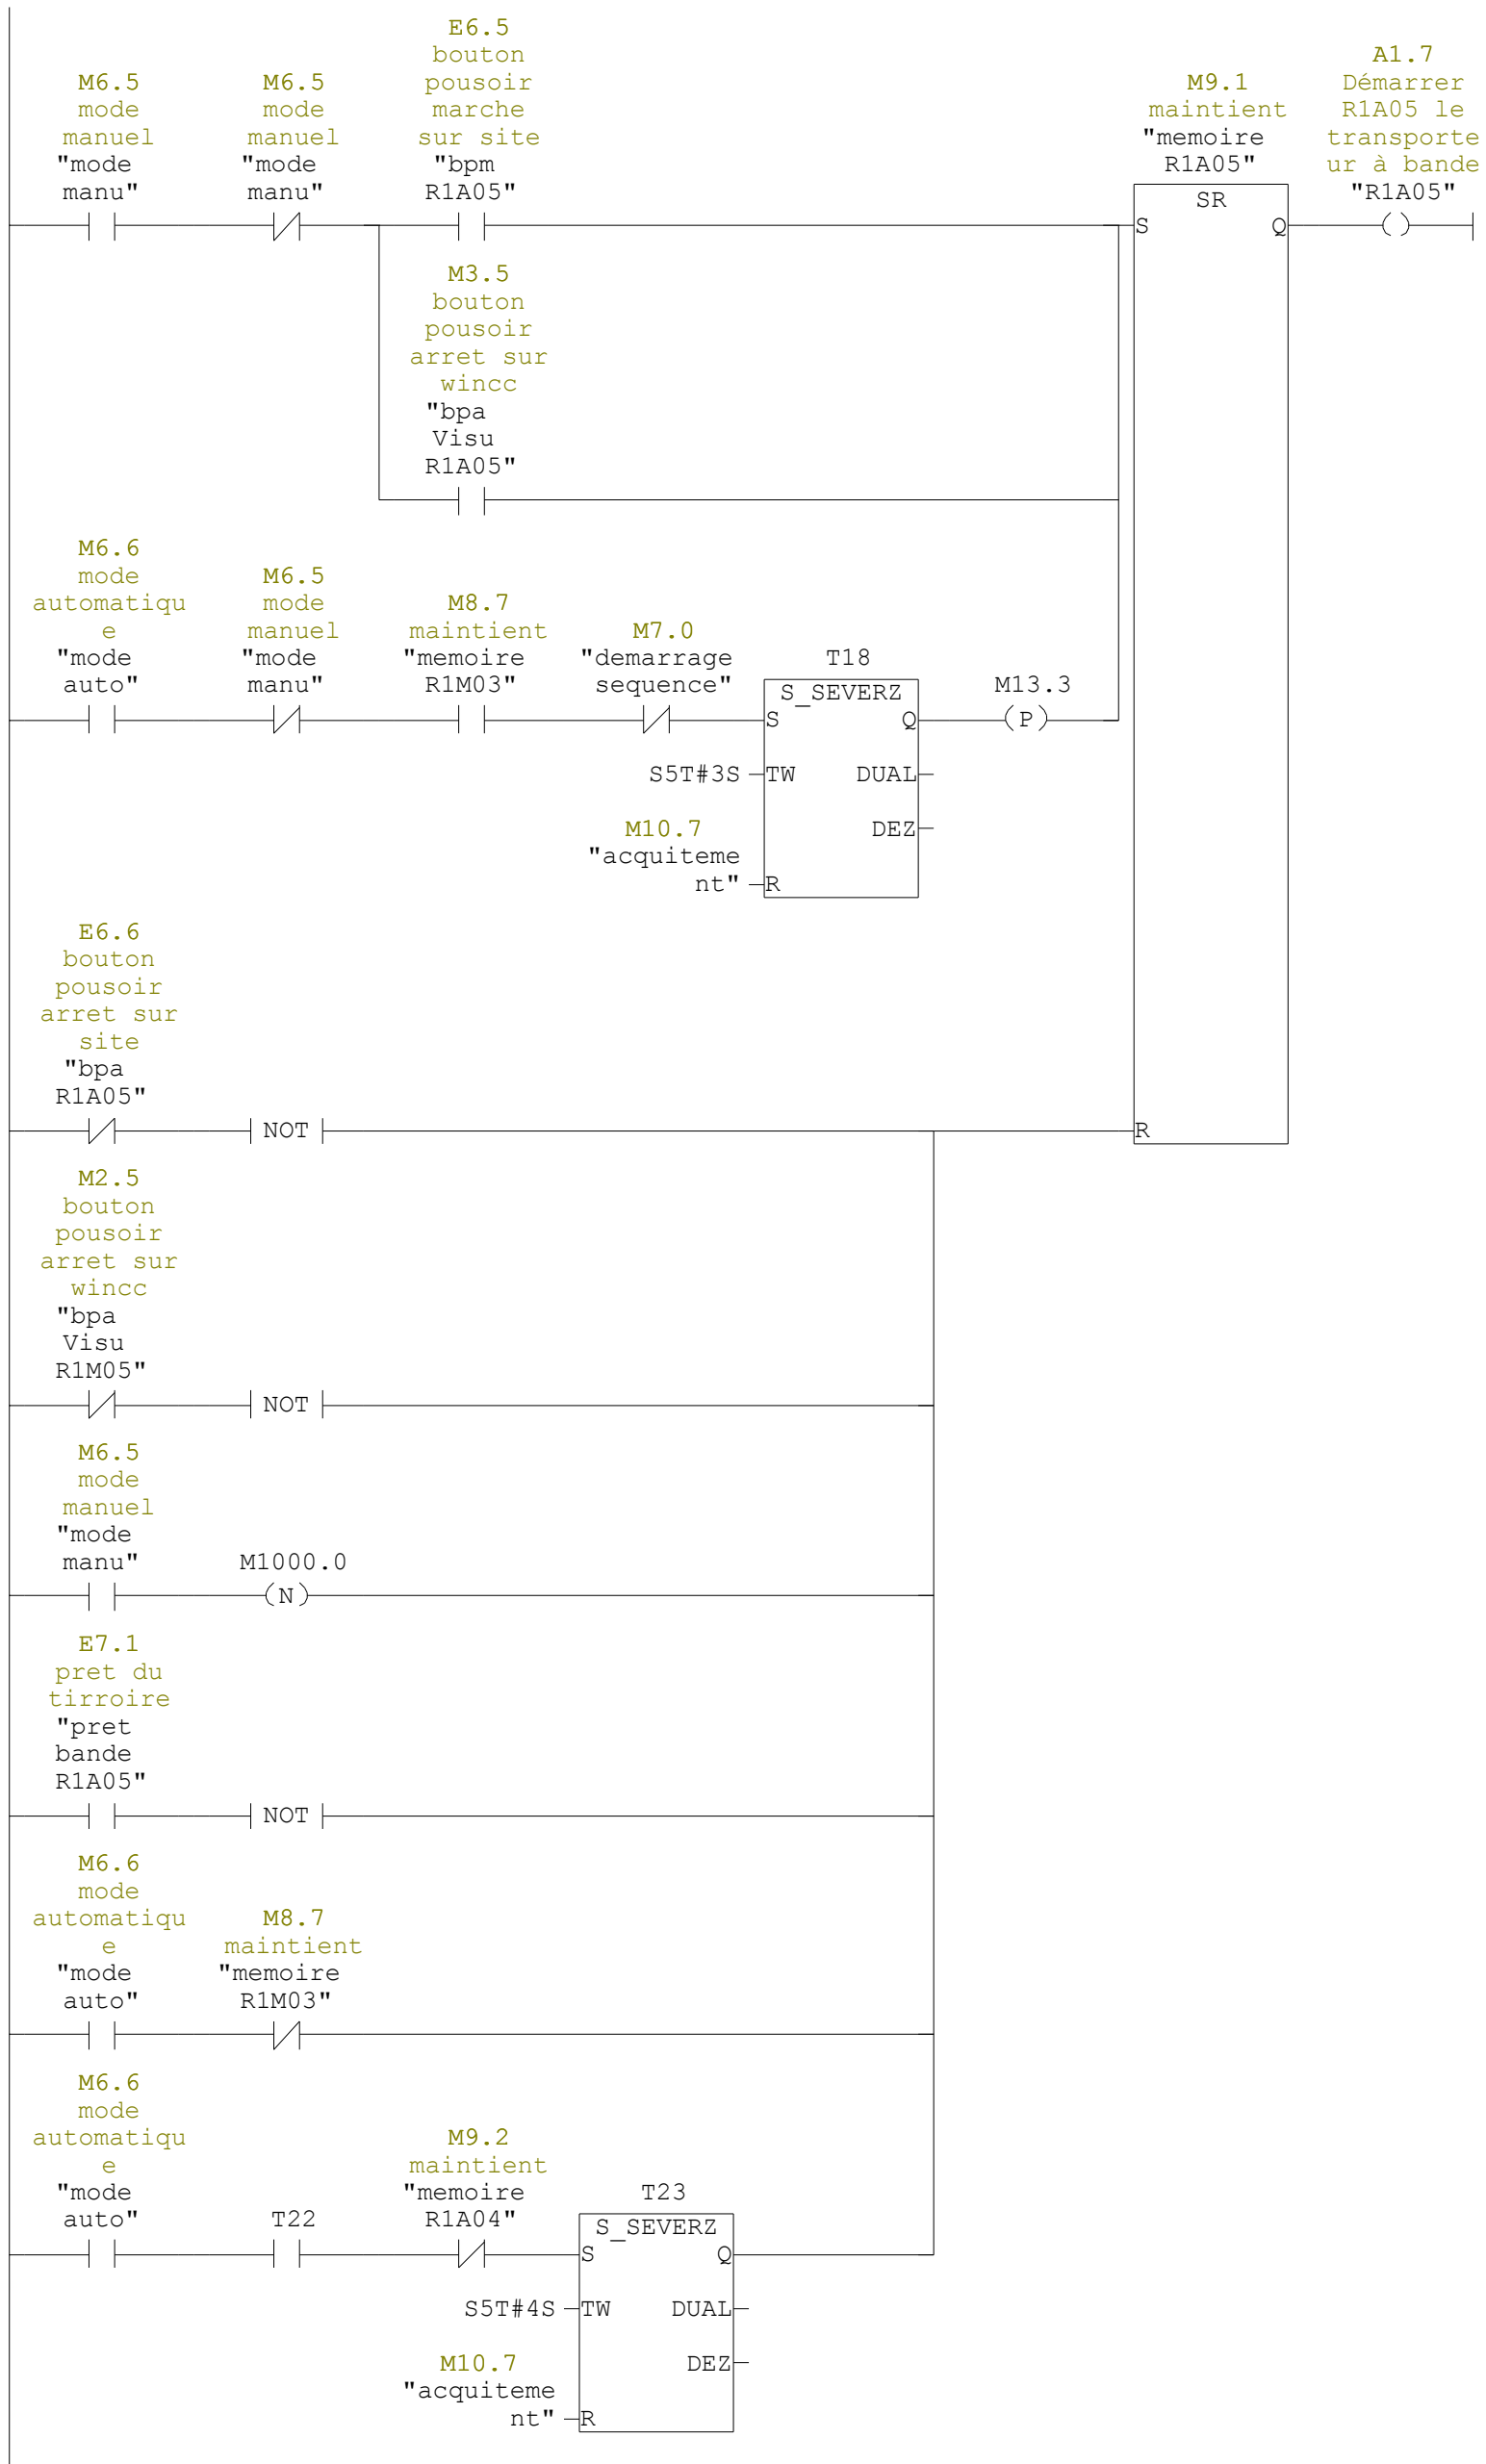 E6.5
bouton
pousoir
marche
sur site
"bpm
R1A05"
M6.5
mode
manuel
"mode
manu"
M6.5
mode
manuel
"mode
manu"
M9.1
maintient
"memoire
R1A05"
A1.7
Démarrer
R1A05 le
transporte
ur à bande
"R1A05"
SR
S
Q
( )
M3.5
bouton
pousoir
arret sur
wincc
"bpa
Visu
R1A05"
M6.6
mode
automatiqu
e
"mode
auto"
M6.5
mode
manuel
"mode
manu"
M8.7
maintient
"memoire
R1M03"
M7.0
"demarrage
sequence"
T18
S_SEVERZ
M13.3
S
Q
(P)
S5T#3S
TW
DUAL
M10.7
"acquiteme
nt"
DEZ
R
E6.6
bouton
pousoir
arret sur
site
"bpa
R1A05"
NOT
R
M2.5
bouton
pousoir
arret sur
wincc
"bpa
Visu
R1M05"
NOT
M6.5
mode
manuel
"mode
manu"
M1000.0
(N)
E7.1
pret du
tirroire
"pret
bande
R1A05"
NOT
M6.6
mode
automatiqu
e
"mode
auto"
M8.7
maintient
"memoire
R1M03"
M6.6
mode
automatiqu
e
"mode
auto"
T22
M9.2
maintient
"memoire
R1A04"
T23
S_SEVERZ
S
Q
S5T#4S
TW
DUAL
M10.7
"acquiteme
nt"
DEZ
R